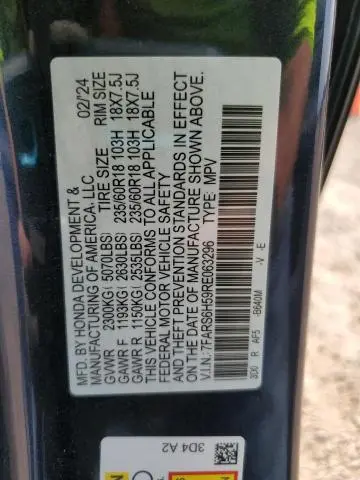 MFD. BY HONDA DEVELOPMENT & 02/'24
MANUFACTURING OF AMERICA, LLC
TIRE SIZE RIM SIZE
GVWR 2300KG( 5070LBS)
GAWR F 1193KG( 2630LBS) 235/60R18 103H 18X7.5J
GAWR R 1150KG( 2535LBS) 235/60R18 103H 18X7.5J
THIS VEHICLE CONFORMS TO ALL APPLICABLE
FEDERAL MOTOR VEHICLE SAFETY
AND THEFT PREVENTION STANDARDS IN EFFECT
ON THE DATE OF MANUFACTURE SHOWN ABOVE.
V.I.N.: 7FARS6H59RE063296 TYPE: MPV
3D0 R AF5 -B640M -V -E
3D4 A2